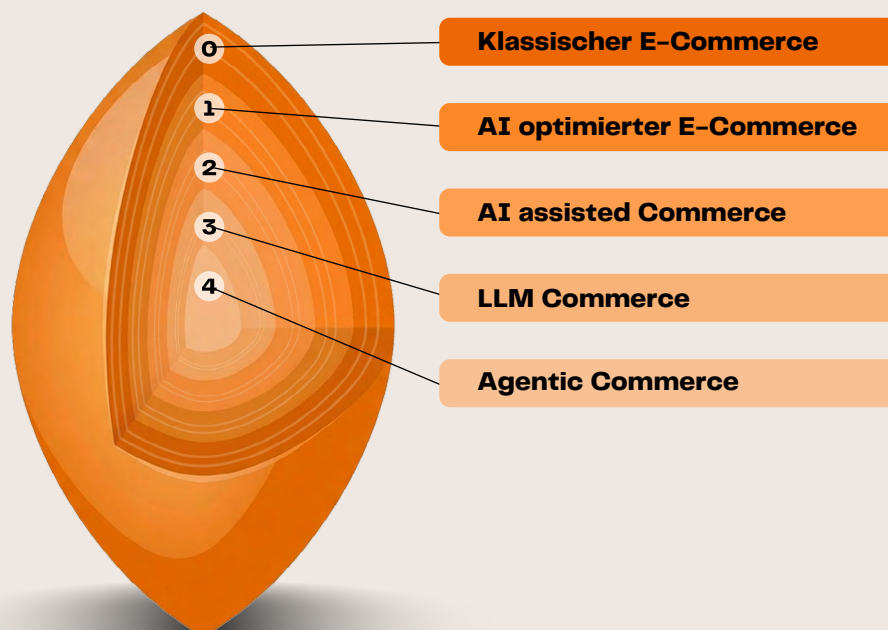 0 Klassischer E-Commerce
1 AI optimierter E-Commerce
2 AI assisted Commerce
3 LLM Commerce
4 Agentic Commerce